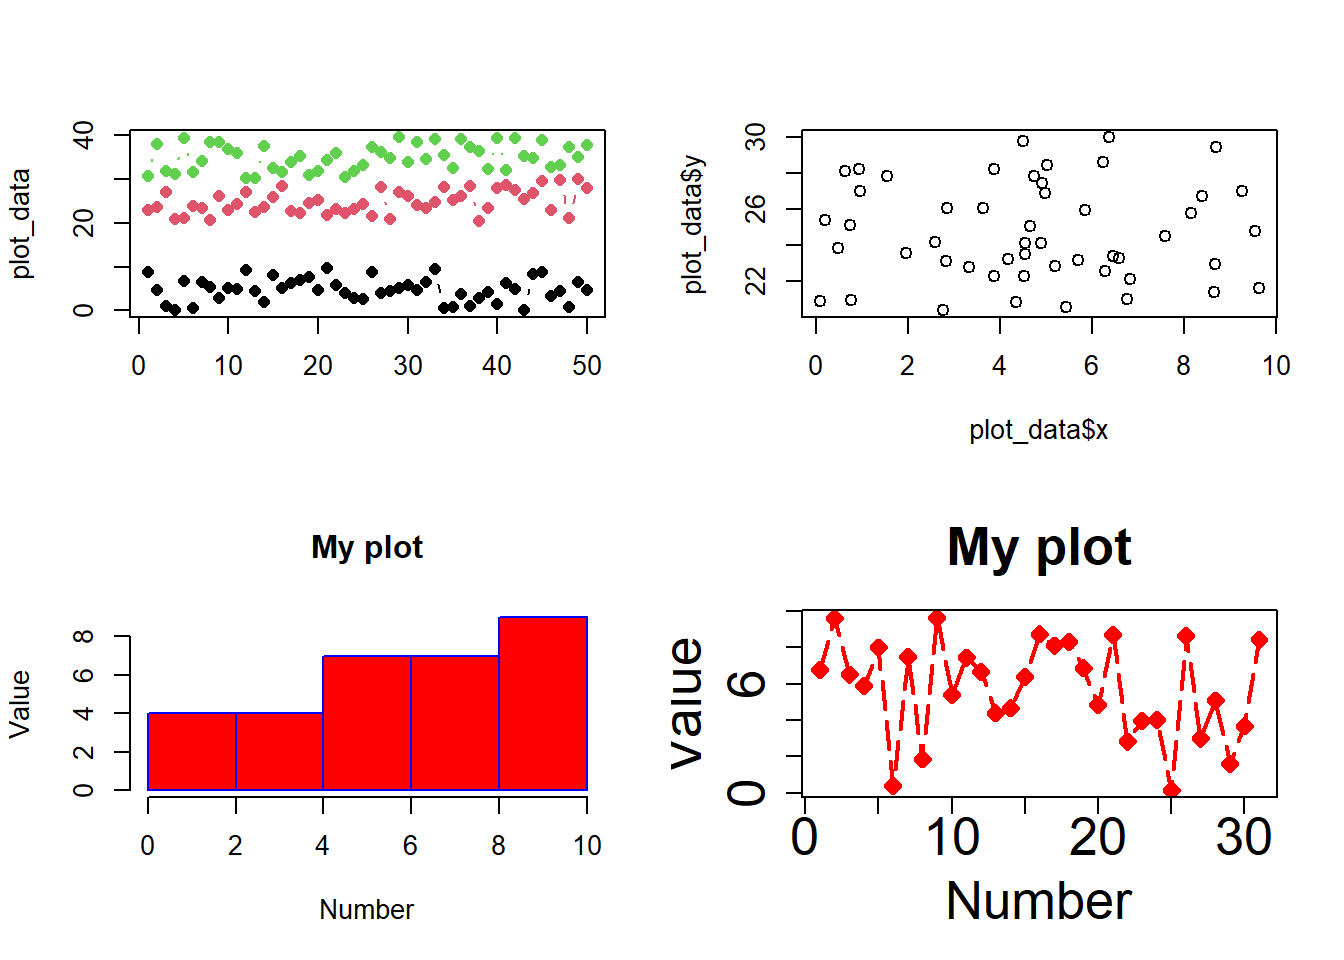 plot_data
40
20
0
0 10 20 30 40 50
plot_data$y
30
26
22
0 2 4 6 8 10
plot_data$x
My plot
Value
8
6
4
2
0
0 2 4 6 8 10
Number
My plot
value
6
0
0 10 20 30
Number